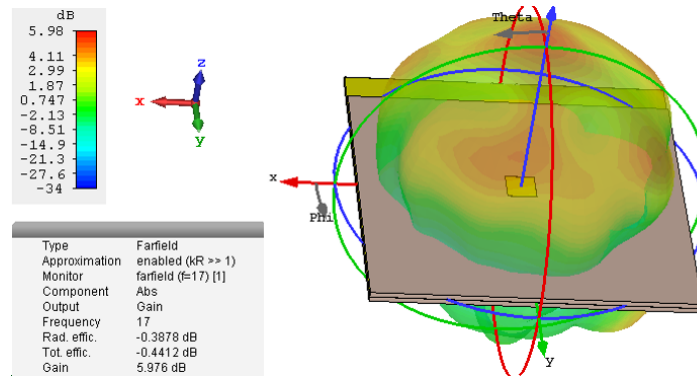 dB
5.98
5.11
4.11
2.99
1.87
0.747
-2.13
-8.51
-14.9
-21.3
-27.6
-34
z
x
y
Theta
x
Phi
y
Type Farfield
Approximation enabled (kR >> 1)
Monitor farfield (f=17) [1]
Component Abs
Output Gain
Frequency 17
Rad. effic. -0.3878 dB
Tot. effic. -0.4412 dB
Gain 5.976 dB